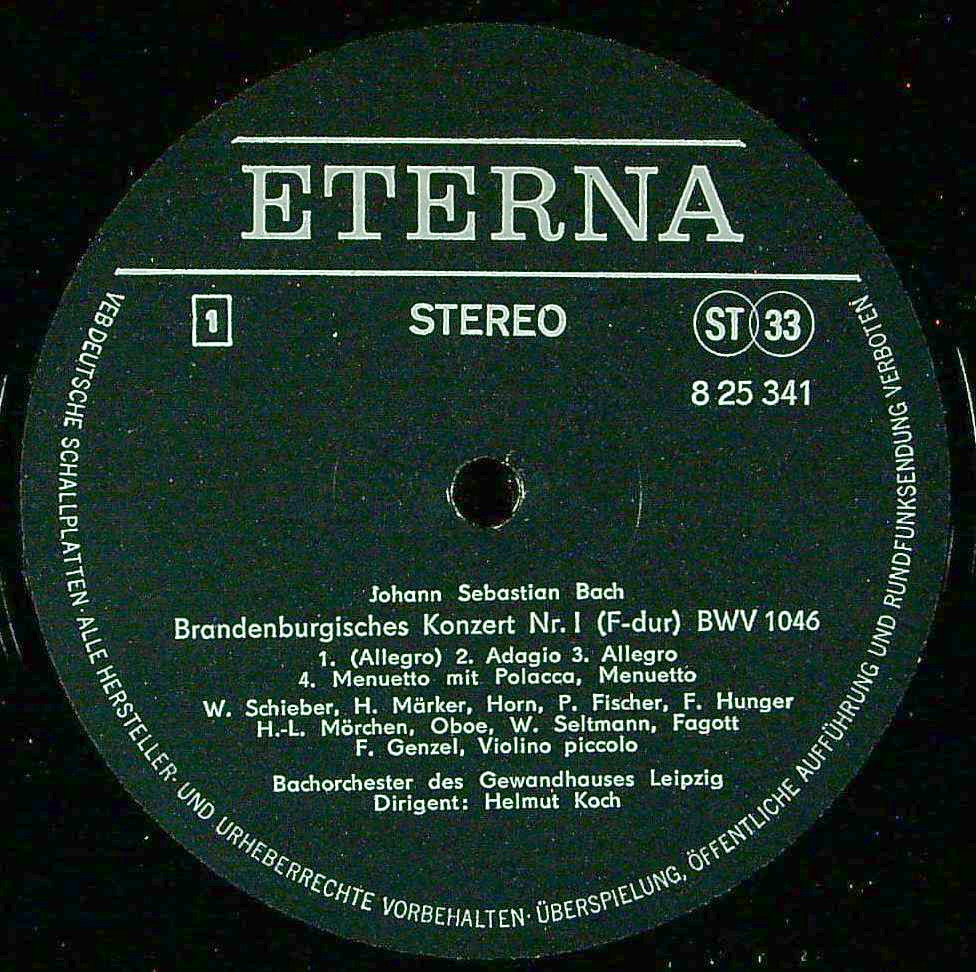 ETERNA
1
STEREO
ST 33
8 25 341
Johann Sebastian Bach
Brandenburgisches Konzert Nr. I (F-dur) BWV 1046
1. (Allegro) 2. Adagio 3. Allegro
4. Menuetto mit Polacca, Menuetto
W. Schieber, H. Märker, Horn, P. Fischer, F. Hunger
H.-L. Mörchen, Oboe, W. Seltmann, Fagott
F. Genzel, Violino piccolo
Bachorchester des Gewandhauses Leipzig
Dirigent: Helmut Koch
VEB DEUTSCHE SCHALLPLATTEN · ALLE HERSTELLER- UND URHEBERRECHTE VORBEHALTEN · ÜBERSPIELUNG, ÖFFENTLICHE AUFFÜHRUNG UND RUNDFUNKSENDUNG VERBOTEN